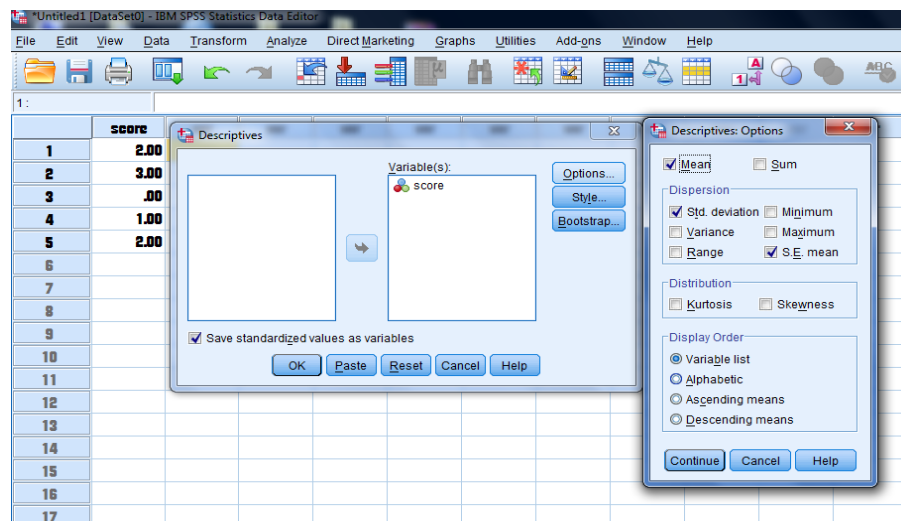 *Untitled1 [DataSet0] - IBM SPSS Statistics Data Editor
File Edit View Data Transform Analyze Direct Marketing Graphs Utilities Add-ons Window Help
A
1
ABC
1 :
score
1 2.00
2 3.00
3 .00
4 1.00
5 2.00
6
7
8
9
10
11
12
13
14
15
16
17
Descriptives
Variable(s):
score
Options...
Style...
Bootstrap...
Save standardized values as variables
OK Paste Reset Cancel Help
Descriptives: Options
Mean Sum
Dispersion
Std. deviation Minimum
Variance Maximum
Range S.E. mean
Distribution
Kurtosis Skewness
Display Order
Variable list
Alphabetic
Ascending means
Descending means
Continue Cancel Help